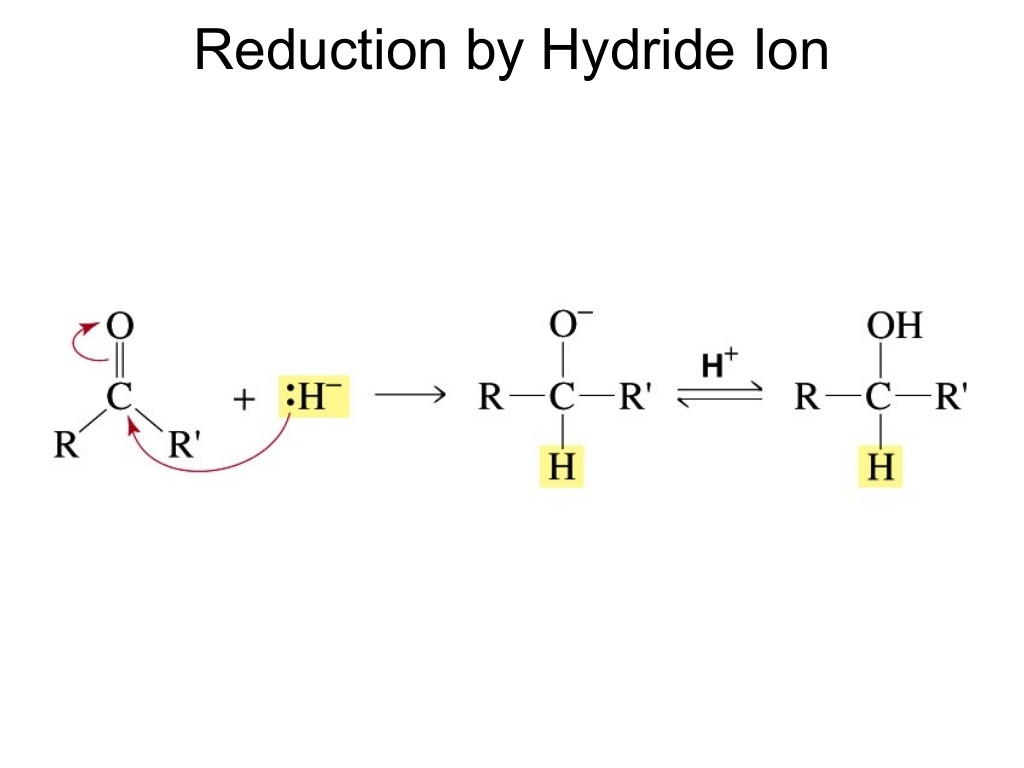 Reduction by Hydride Ion
O O⁻ OH
H⁺
C + :H⁻ R—C—R' R—C—R'
R R' H H